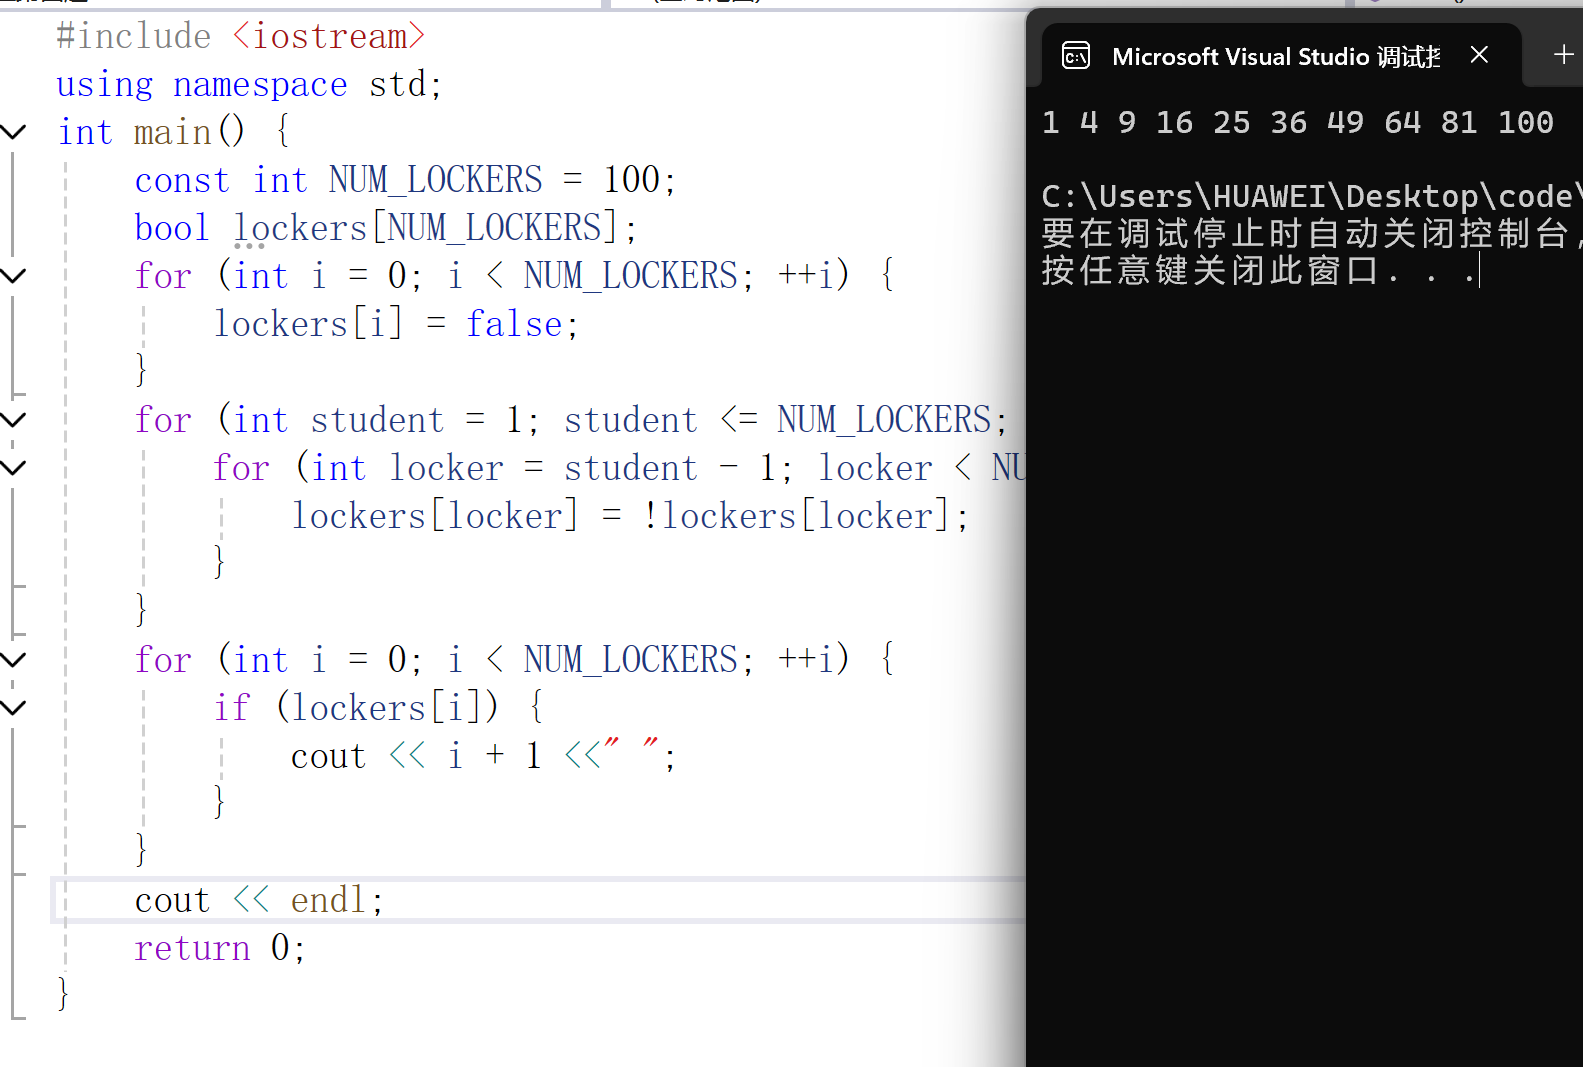 #include <iostream>
using namespace std;
int main() {
const int NUM_LOCKERS = 100;
bool lockers[NUM_LOCKERS];
for (int i = 0; i < NUM_LOCKERS; ++i) {
lockers[i] = false;
}
for (int student = 1; student <= NUM_LOCKERS;
for (int locker = student - 1; locker < NU
lockers[locker] = !lockers[locker];
}
}
for (int i = 0; i < NUM_LOCKERS; ++i) {
if (lockers[i]) {
cout << i + 1 <<" ";
}
}
cout << endl;
return 0;
}
Microsoft Visual Studio 调试
1 4 9 16 25 36 49 64 81 100
C:\Users\HUAWEI\Desktop\code\
要在调试停止时自动关闭控制台,
按任意键关闭此窗口. . .